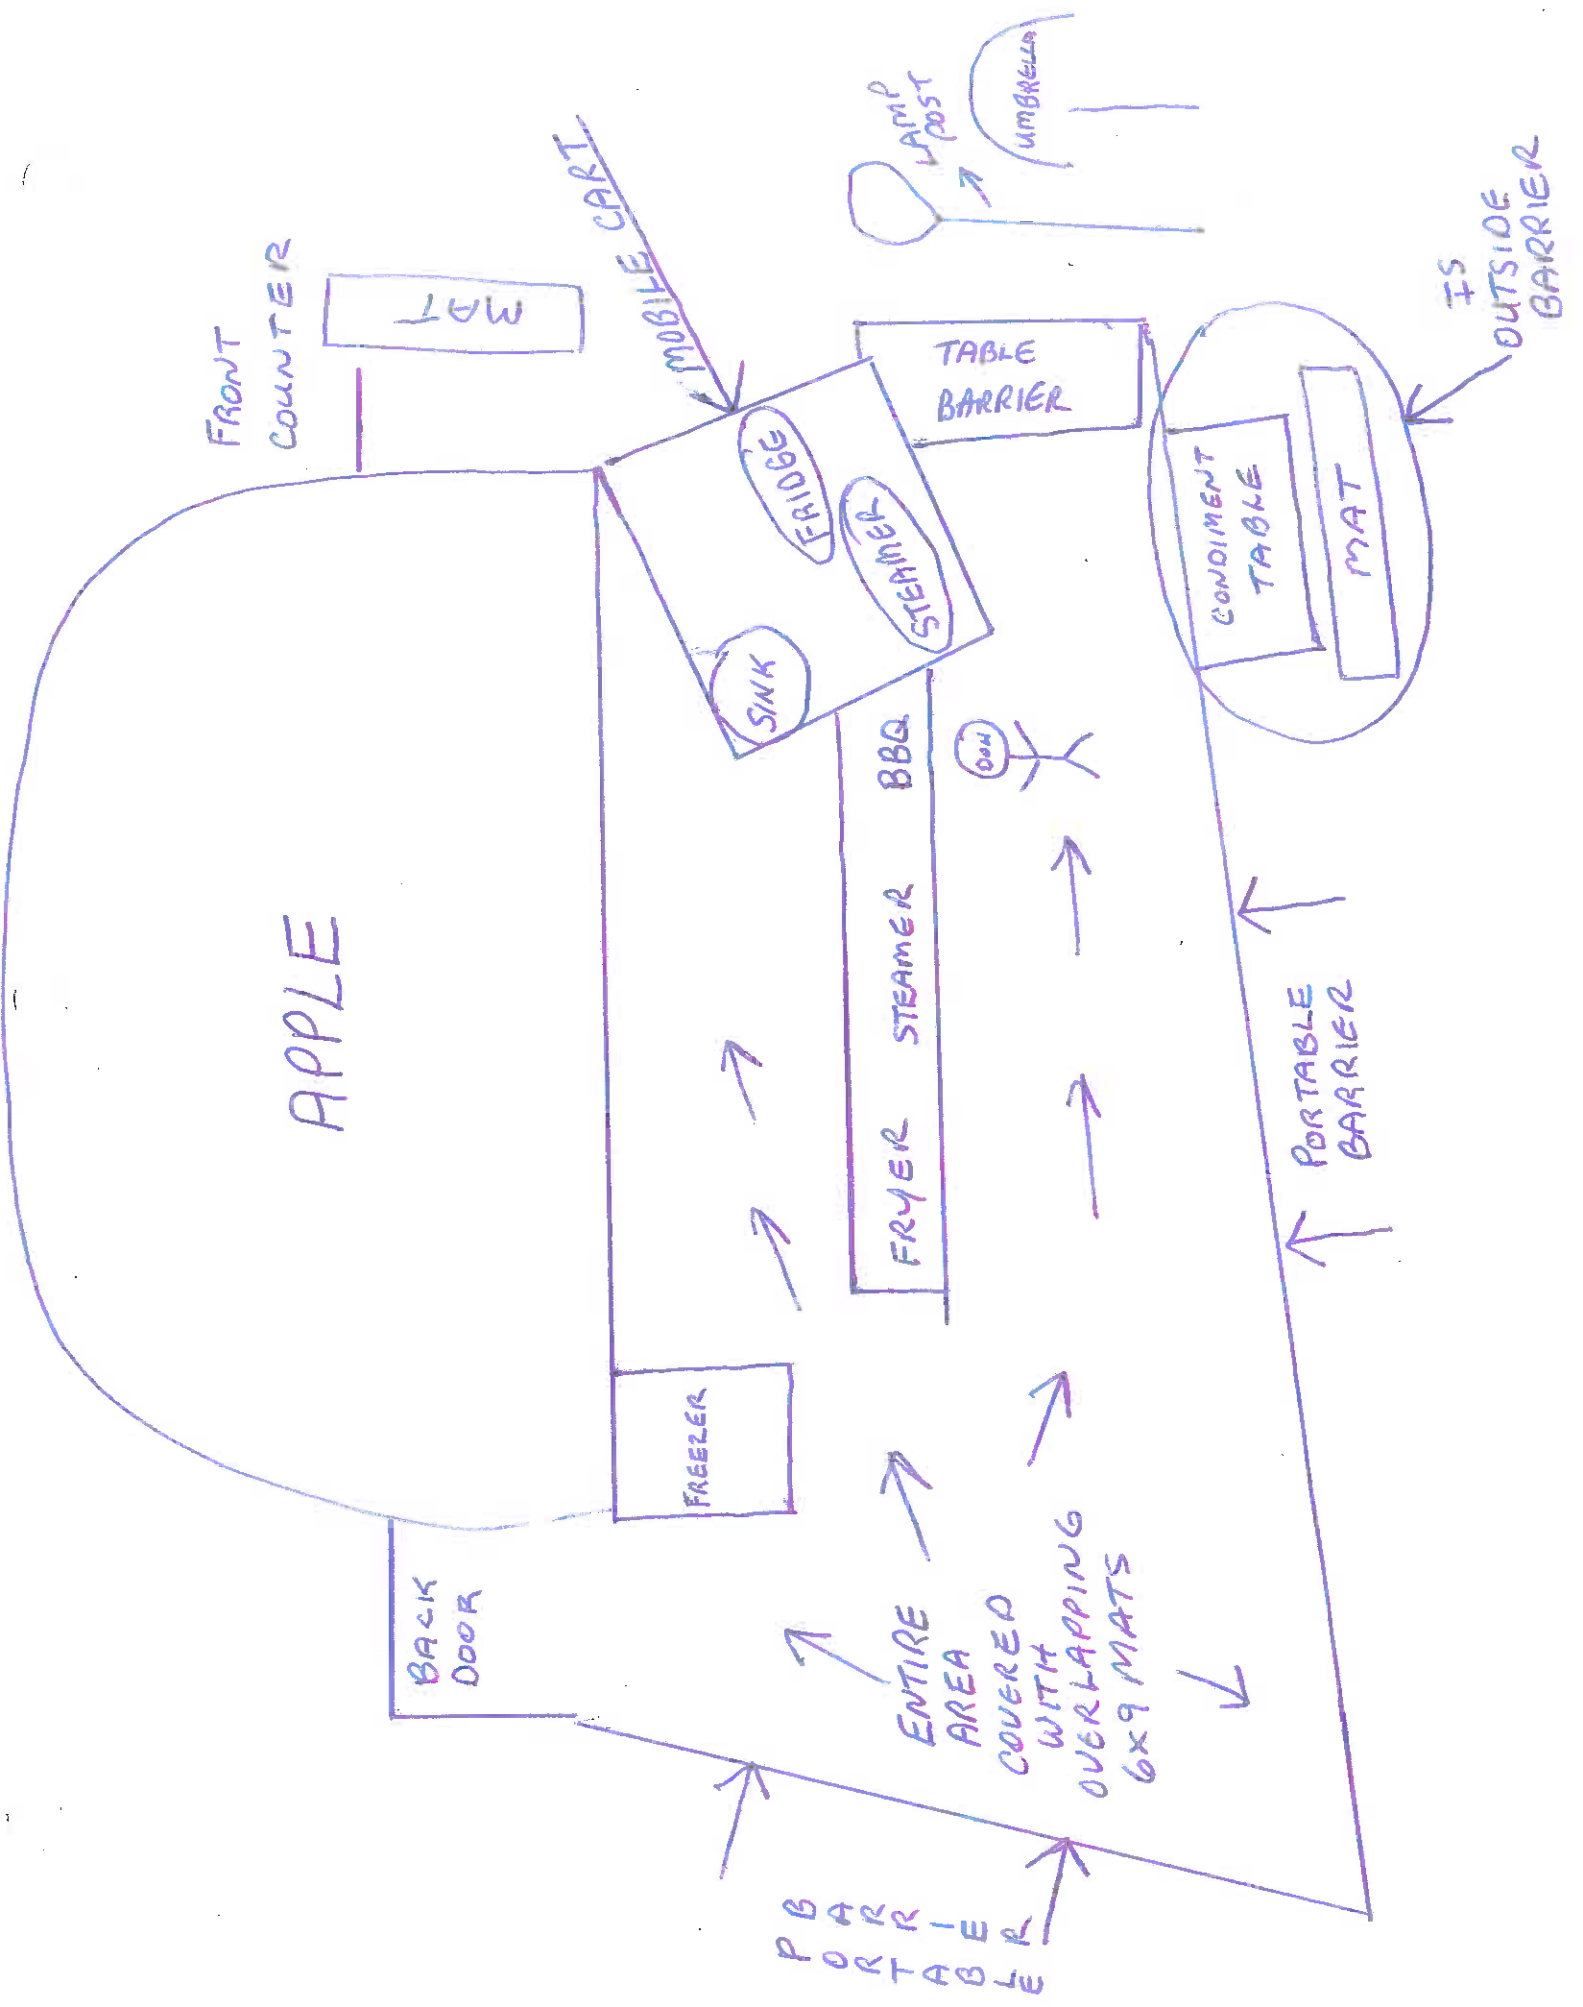 FRONT
COUNTER
MAT
MOBILE CART
LAMP
POST
UMBRELLA
APPLE
FRIDGE
STEAMER
SINK
TABLE
BARRIER
IS
OUTSIDE
BARRIER
CONDIMENT
TABLE
MAT
FRYER STEAMER BBQ
DON
FREEZER
BACK
DOOR
ENTIRE
AREA
COVERED
WITH
OVERLAPPING
6x9 MATS
PORTABLE
BARRIER
BARRIER
PORTABLE